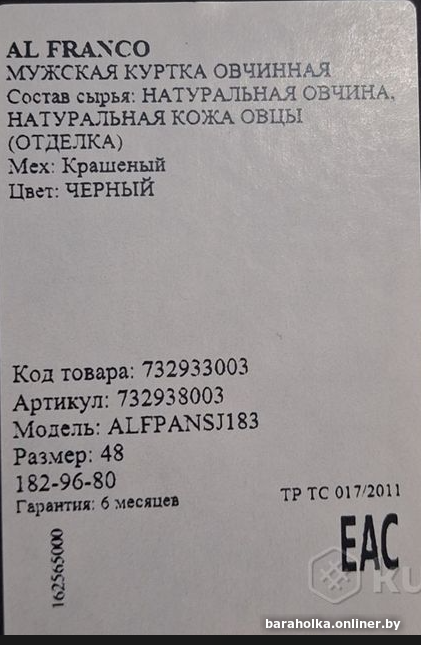 AL FRANCO
МУЖСКАЯ КУРТКА ОВЧИННАЯ
Состав сырья: НАТУРАЛЬНАЯ ОВЧИНА,
НАТУРАЛЬНАЯ КОЖА ОВЦЫ
(ОТДЕЛКА)
Мех: Крашеный
Цвет: ЧЕРНЫЙ
Код товара: 732933003
Артикул: 732938003
Модель: ALFPANSJ183
Размер: 48
182-96-80
Гарантия: 6 месяцев
ТР ТС 017/2011
EAC
162565000
baraholka.onliner.by